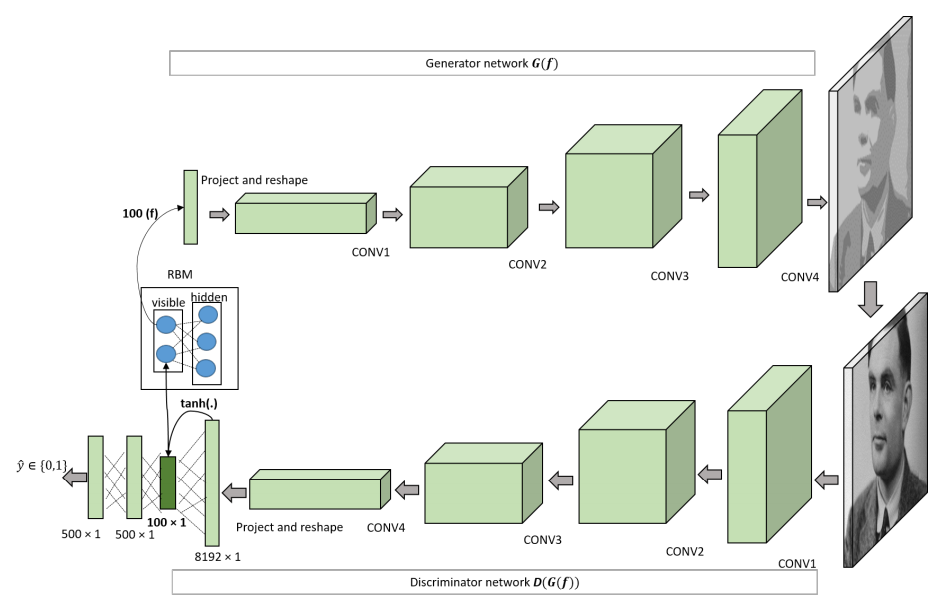 Generator network G(f)
Project and reshape
100 (f)
CONV1
CONV2
CONV3
CONV4
RBM
visible
hidden
tanh(.)
ŷ ∈ {0,1}
500 × 1
500 × 1
100 × 1
8192 × 1
Project and reshape
CONV4
CONV3
CONV2
CONV1
Discriminator network D(G(f))